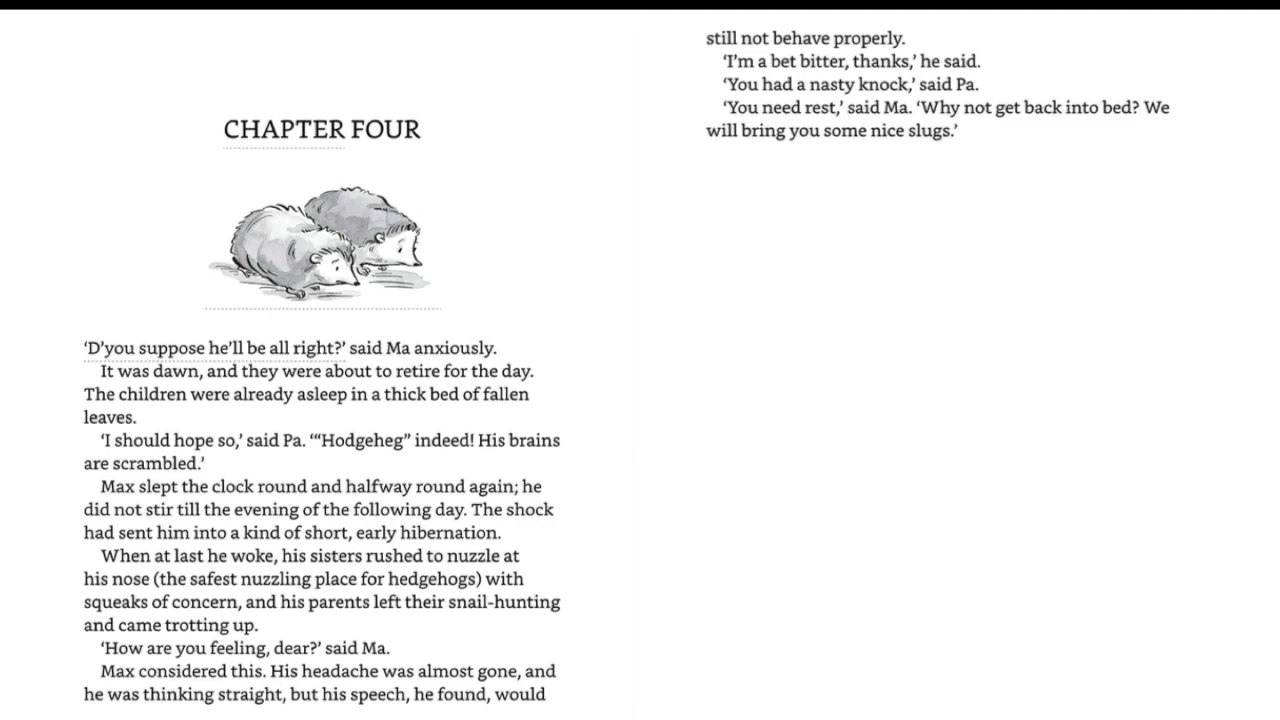 CHAPTER FOUR
‘D’you suppose he’ll be all right?’ said Ma anxiously.
It was dawn, and they were about to retire for the day.
The children were already asleep in a thick bed of fallen
leaves.
‘I should hope so,’ said Pa. ‘“Hodgeheg” indeed! His brains
are scrambled.’
Max slept the clock round and halfway round again; he
did not stir till the evening of the following day. The shock
had sent him into a kind of short, early hibernation.
When at last he woke, his sisters rushed to nuzzle at
his nose (the safest nuzzling place for hedgehogs) with
squeaks of concern, and his parents left their snail-hunting
and came trotting up.
‘How are you feeling, dear?’ said Ma.
Max considered this. His headache was almost gone, and
he was thinking straight, but his speech, he found, would
still not behave properly.
‘I’m a bet bitter, thanks,’ he said.
‘You had a nasty knock,’ said Pa.
‘You need rest,’ said Ma. ‘Why not get back into bed? We
will bring you some nice slugs.’